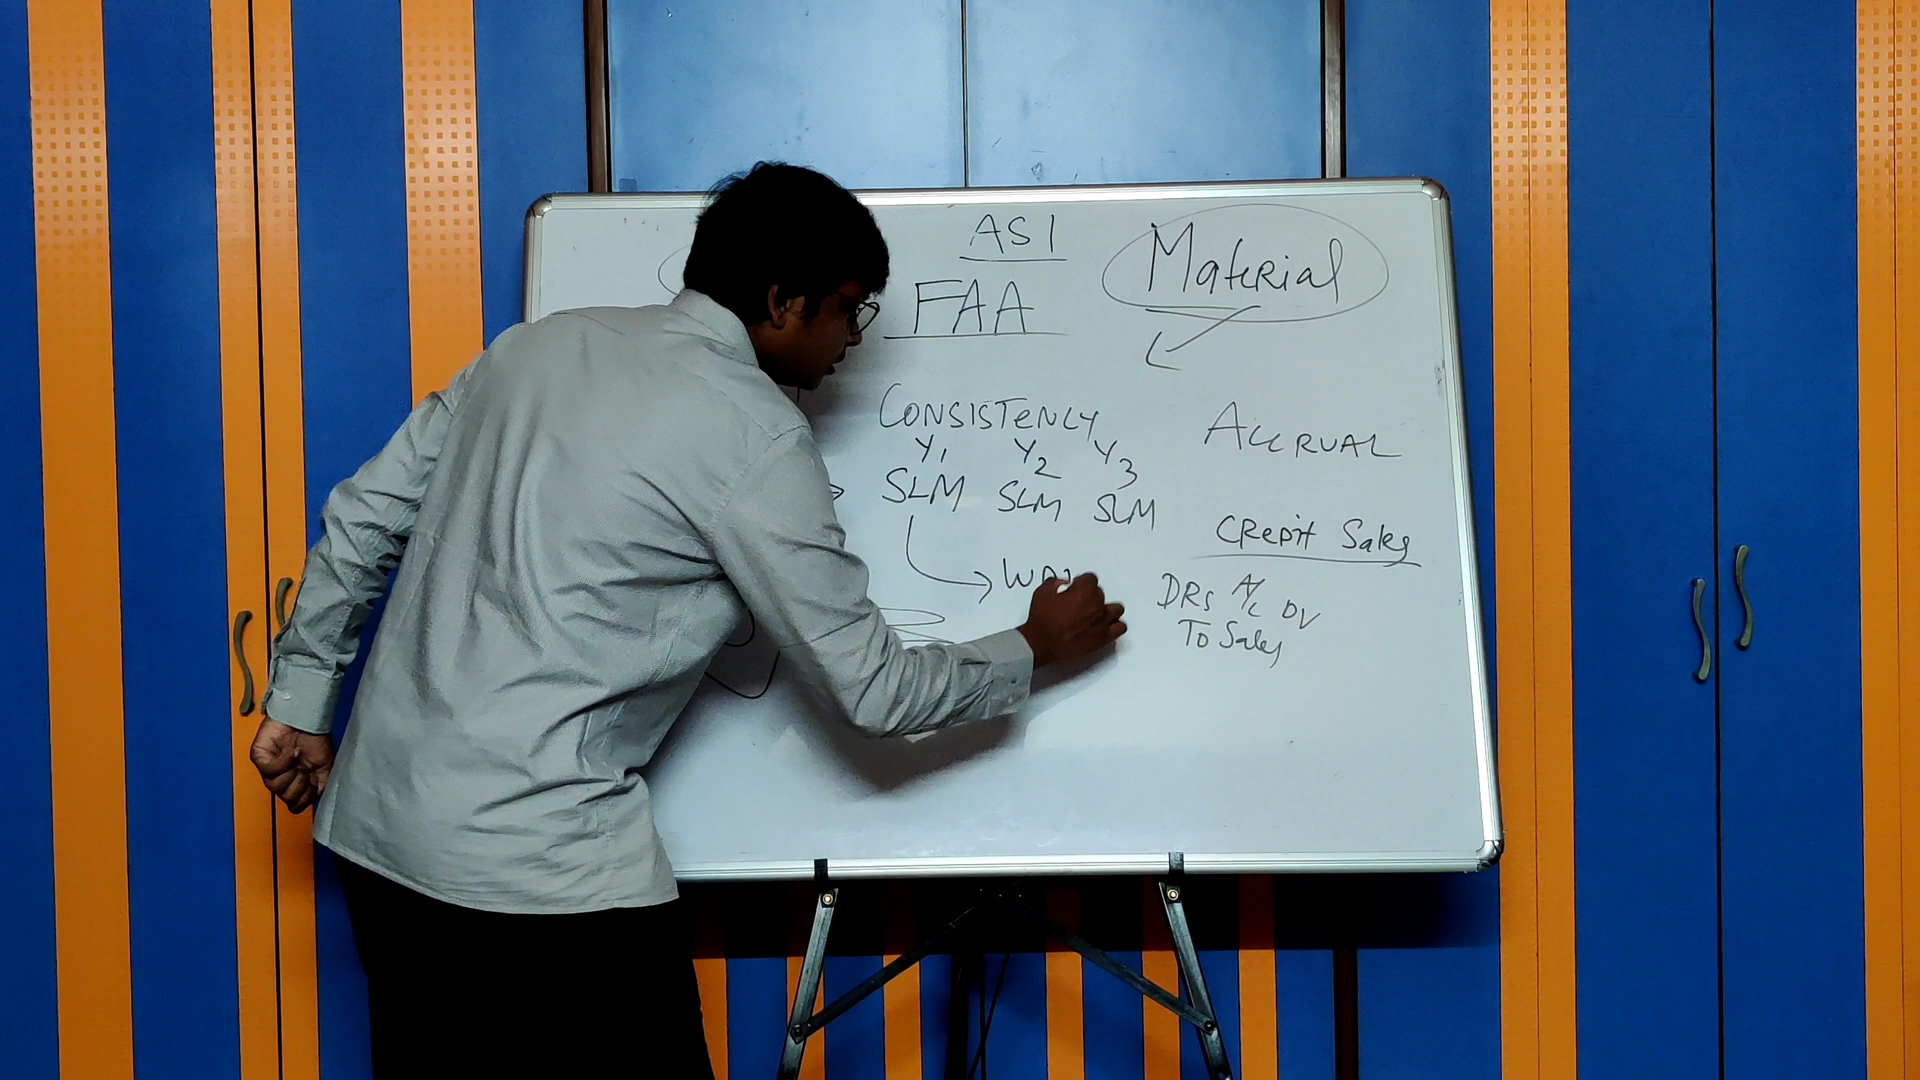 AS 1
FAA
Material
CONSISTENCY
Y1 Y2 Y3
SLM SLM SLM
ACCRUAL
CREDIT Sales
DRs A/c DV
To Sales